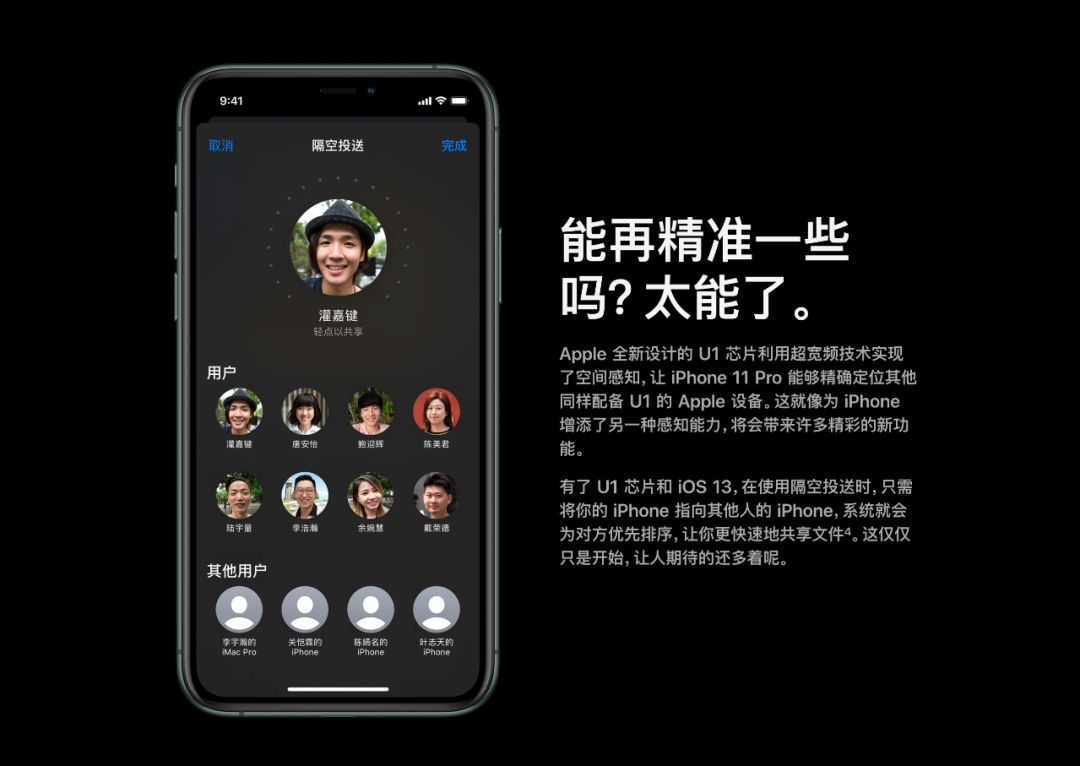 9:41
取消
隔空投送
完成
灌嘉键
轻点以共享
用户
灌嘉键
唐安怡
鲍迎辉
陈美君
陆宇量
李浩瀚
余婉慧
戴荣德
其他用户
李宇瀚的
iMac Pro
关恺霖的
iPhone
陈嬿名的
iPhone
叶志天的
iPhone
能再精准一些
吗？太能了。
Apple 全新设计的 U1 芯片利用超宽频技术实现
了空间感知，让 iPhone 11 Pro 能够精确定位其他
同样配备 U1 的 Apple 设备。这就像为 iPhone
增添了另一种感知能力，将会带来许多精彩的新功
能。
有了 U1 芯片和 iOS 13，在使用隔空投送时，只需
将你的 iPhone 指向其他人的 iPhone，系统就会
为对方优先排序，让你更快速地共享文件⁴。这仅仅
只是开始，让人期待的还多着呢。